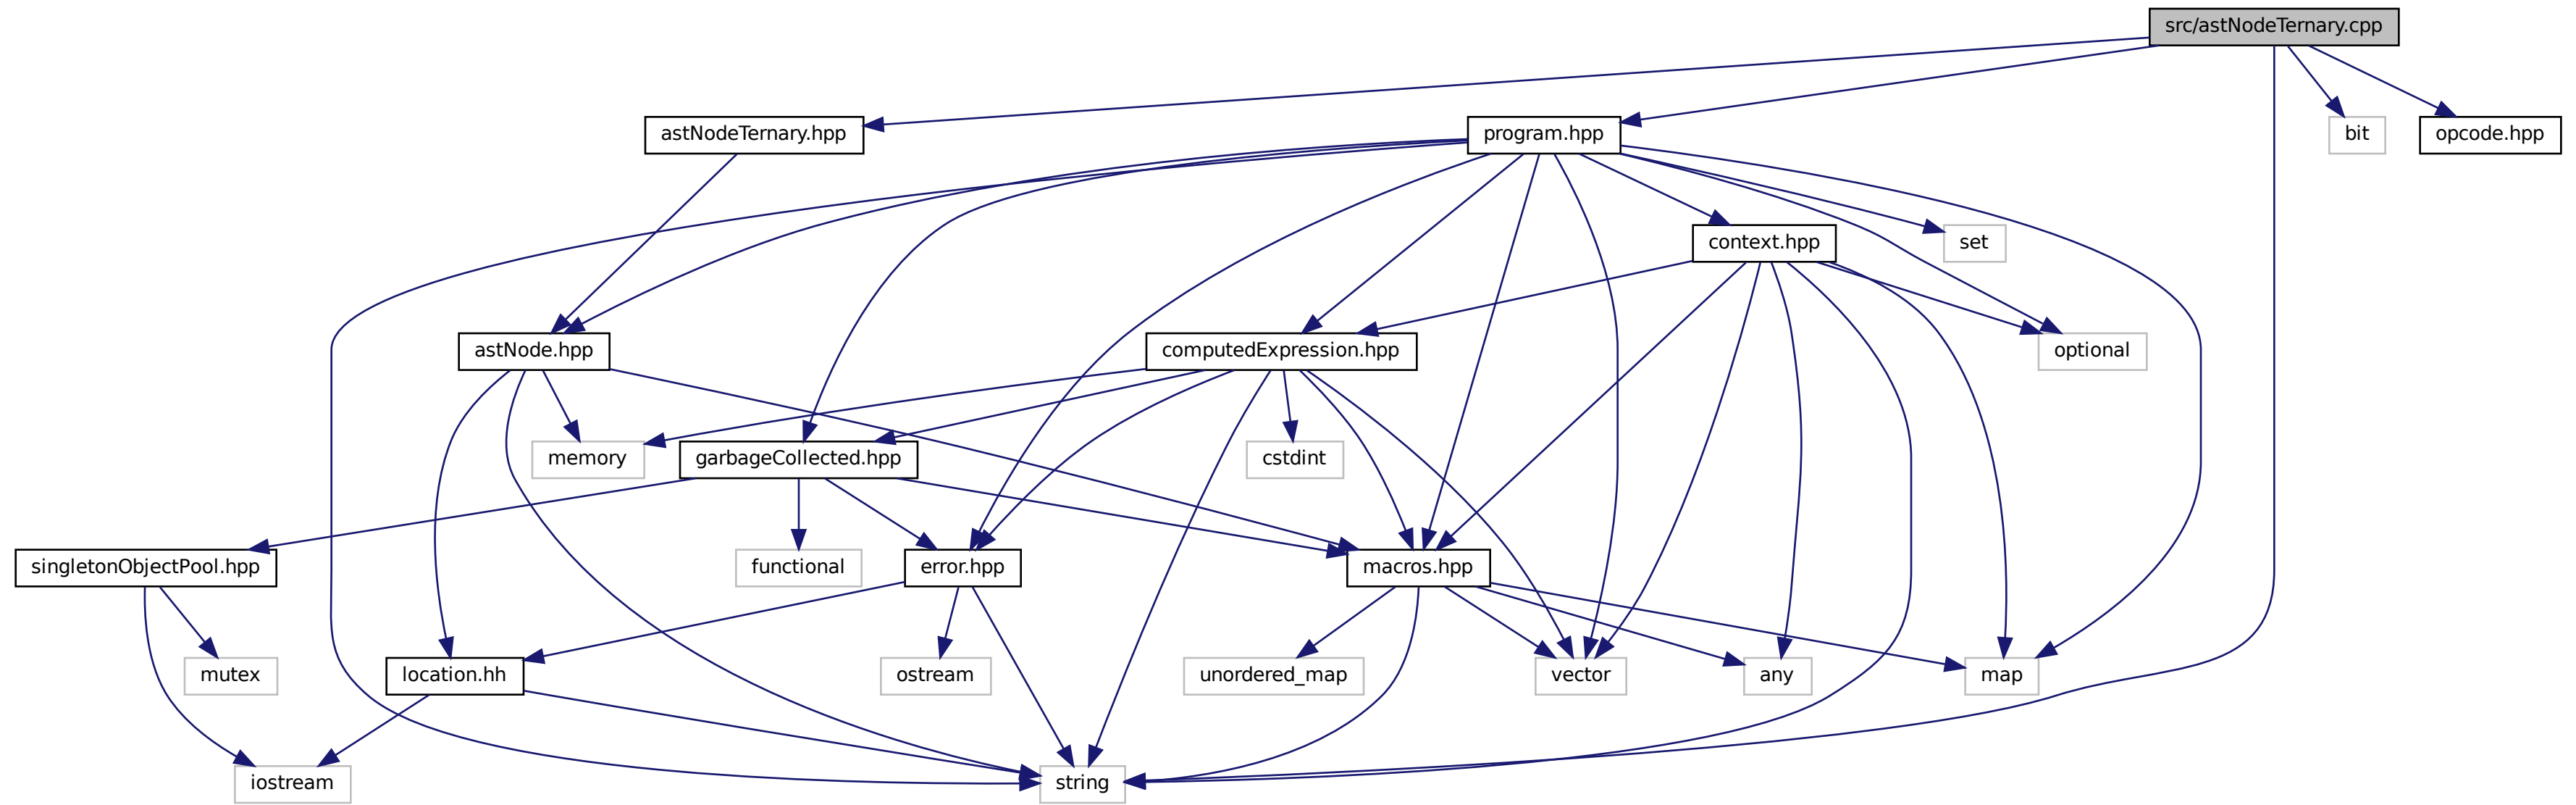 src/astNodeTernary.cpp
astNodeTernary.hpp
program.hpp
bit
opcode.hpp
context.hpp
set
astNode.hpp
computedExpression.hpp
optional
memory
garbageCollected.hpp
cstdint
singletonObjectPool.hpp
functional
error.hpp
macros.hpp
mutex
location.hh
ostream
unordered_map
vector
any
map
iostream
string